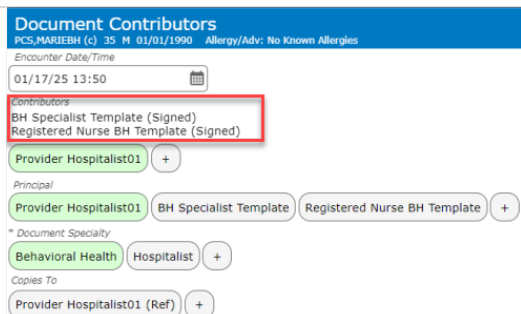 Document Contributors
PCS,MARIEBH (c) 35 M 01/01/1990 Allergy/Adv: No Known Allergies
Encounter Date/Time
01/17/25 13:50
Contributors
BH Specialist Template (Signed)
Registered Nurse BH Template (Signed)
Provider Hospitalist01 +
Principal
Provider Hospitalist01 BH Specialist Template Registered Nurse BH Template +
* Document Specialty
Behavioral Health Hospitalist +
Copies To
Provider Hospitalist01 (Ref) +